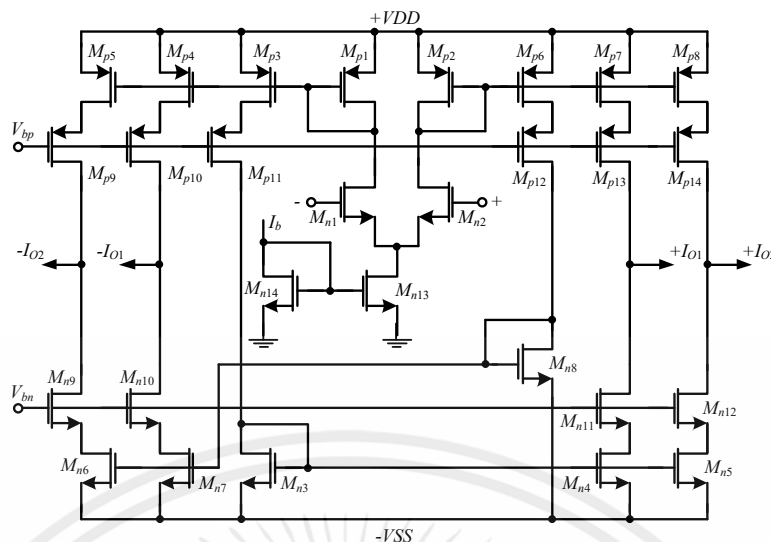 +VDD
Mp5 Mp4 Mp3 Mp1 Mp2 Mp6 Mp7 Mp8
Vbp
Mp9 Mp10 Mp11 Mp12 Mp13 Mp14
- +
Mn1 Mn2
Ib
-IO2 -IO1 +IO1 +IO2
Mn14 Mn13
Mn8
Mn9 Mn10
Vbn
Mn11 Mn12
Mn6 Mn7 Mn3 Mn4 Mn5
-VSS